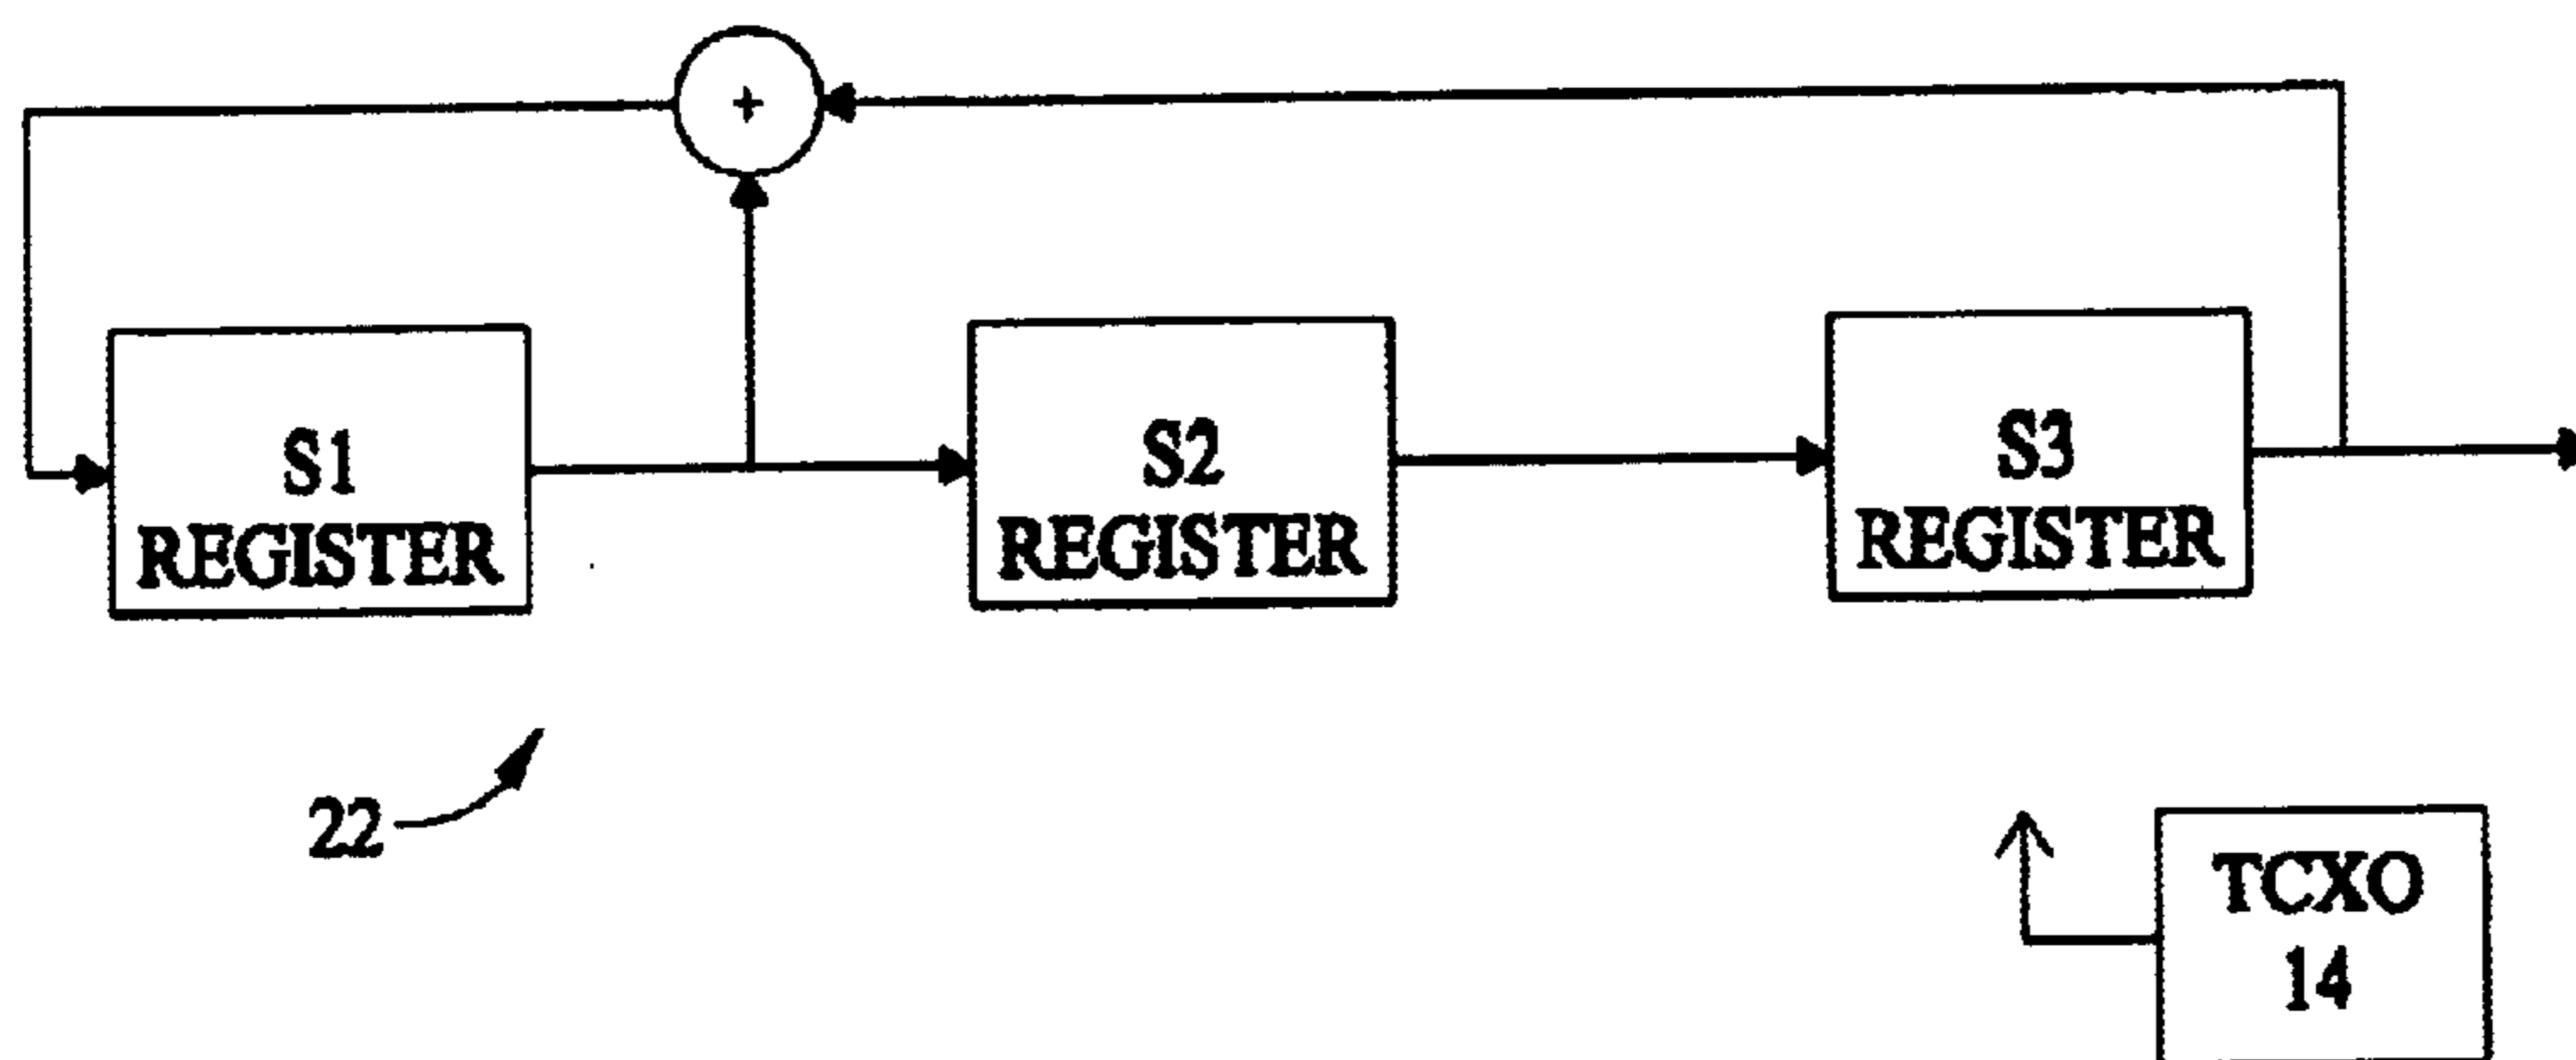 +
S1
REGISTER
S2
REGISTER
S3
REGISTER
22
TCXO
14